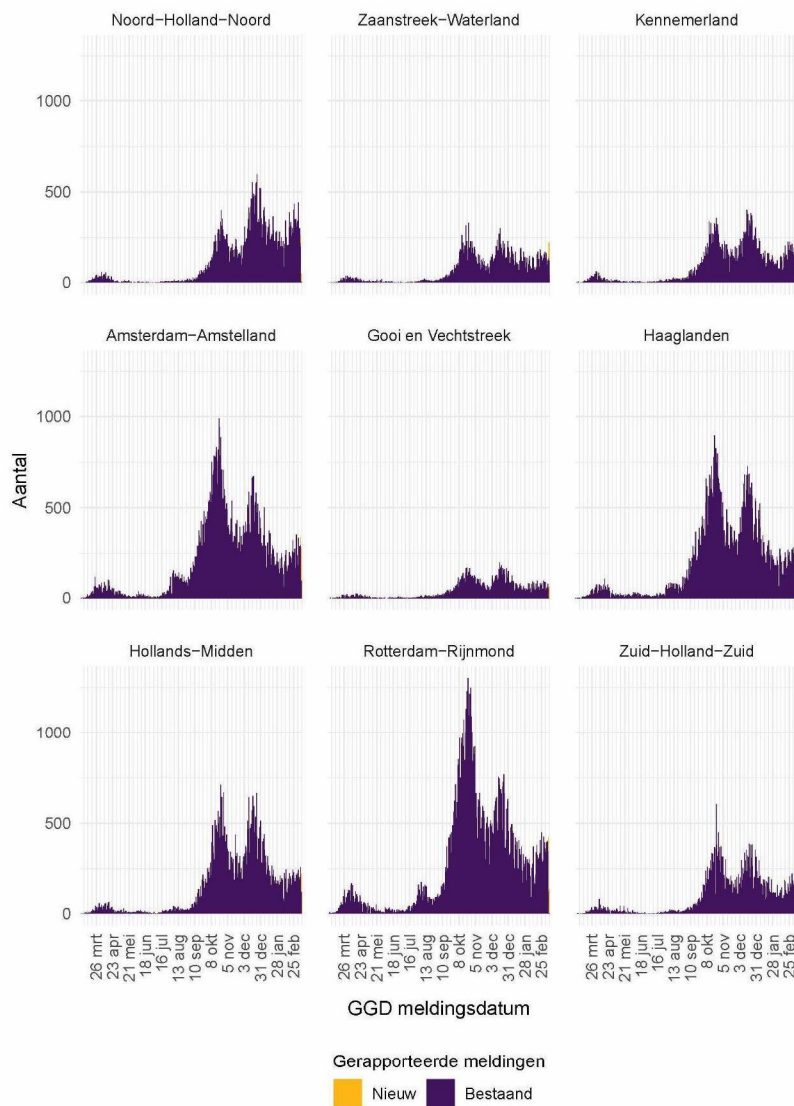 Noord−Holland−Noord
Zaanstreek−Waterland
Kennemerland
1000
500
0
Amsterdam−Amstelland
Gooi en Vechtstreek
Haaglanden
1000
500
0
Aantal
Hollands−Midden
Rotterdam−Rijnmond
Zuid−Holland−Zuid
1000
500
0
26 mrt
23 apr
21 mei
18 jun
16 jul
13 aug
10 sep
8 okt
5 nov
3 dec
31 dec
28 jan
25 feb
26 mrt
23 apr
21 mei
18 jun
16 jul
13 aug
10 sep
8 okt
5 nov
3 dec
31 dec
28 jan
25 feb
26 mrt
23 apr
21 mei
18 jun
16 jul
13 aug
10 sep
8 okt
5 nov
3 dec
31 dec
28 jan
25 feb
GGD meldingsdatum
Gerapporteerde meldingen
Nieuw
Bestaand